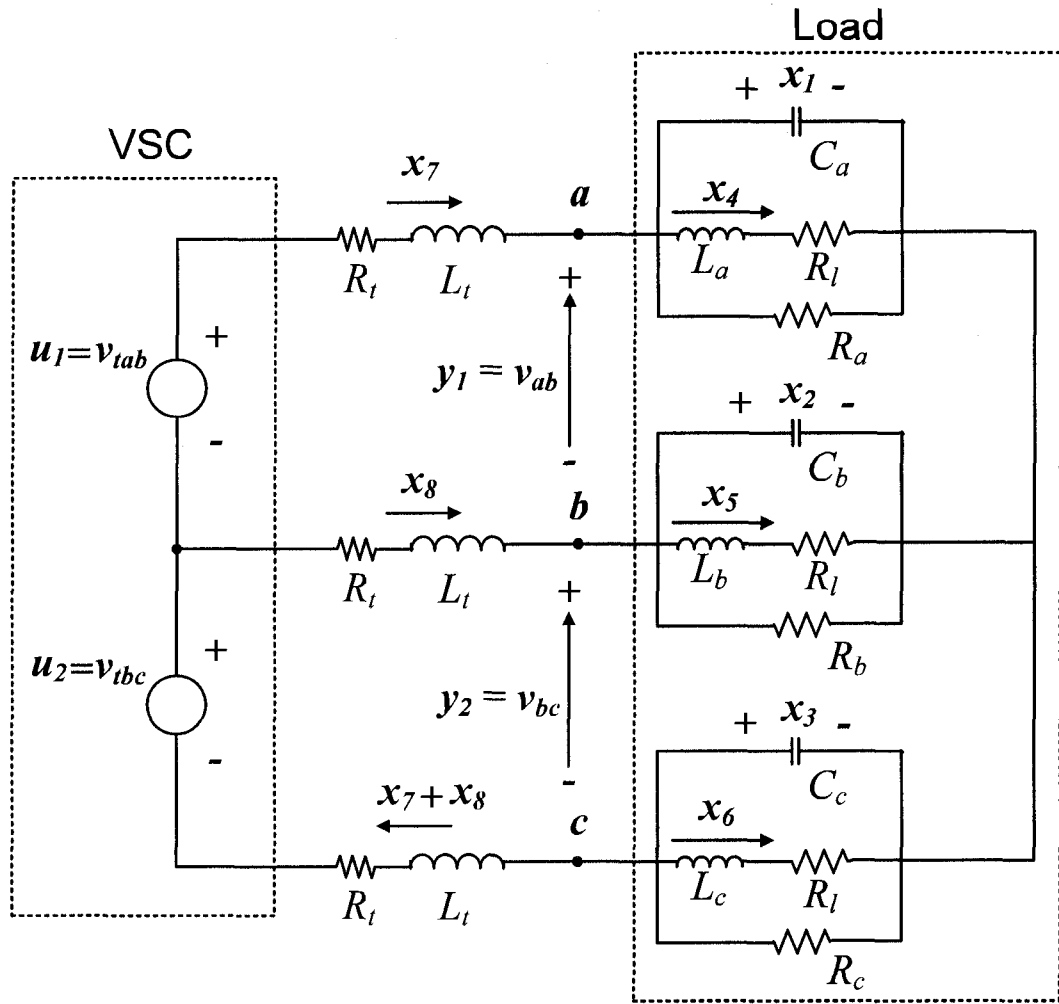 Load
+ x1 -
Ca
VSC
x7
a
x4
Rt Lt
La Rl
Ra
+
u1=vtab
-
+
y1 = vab
-
+ x2 -
Cb
x8
b
x5
Rt Lt
Lb Rl
Rb
+
u2=vtbc
-
+
y2 = vbc
-
+ x3 -
Cc
x7+x8
c
x6
Rt Lt
Lc Rl
Rc